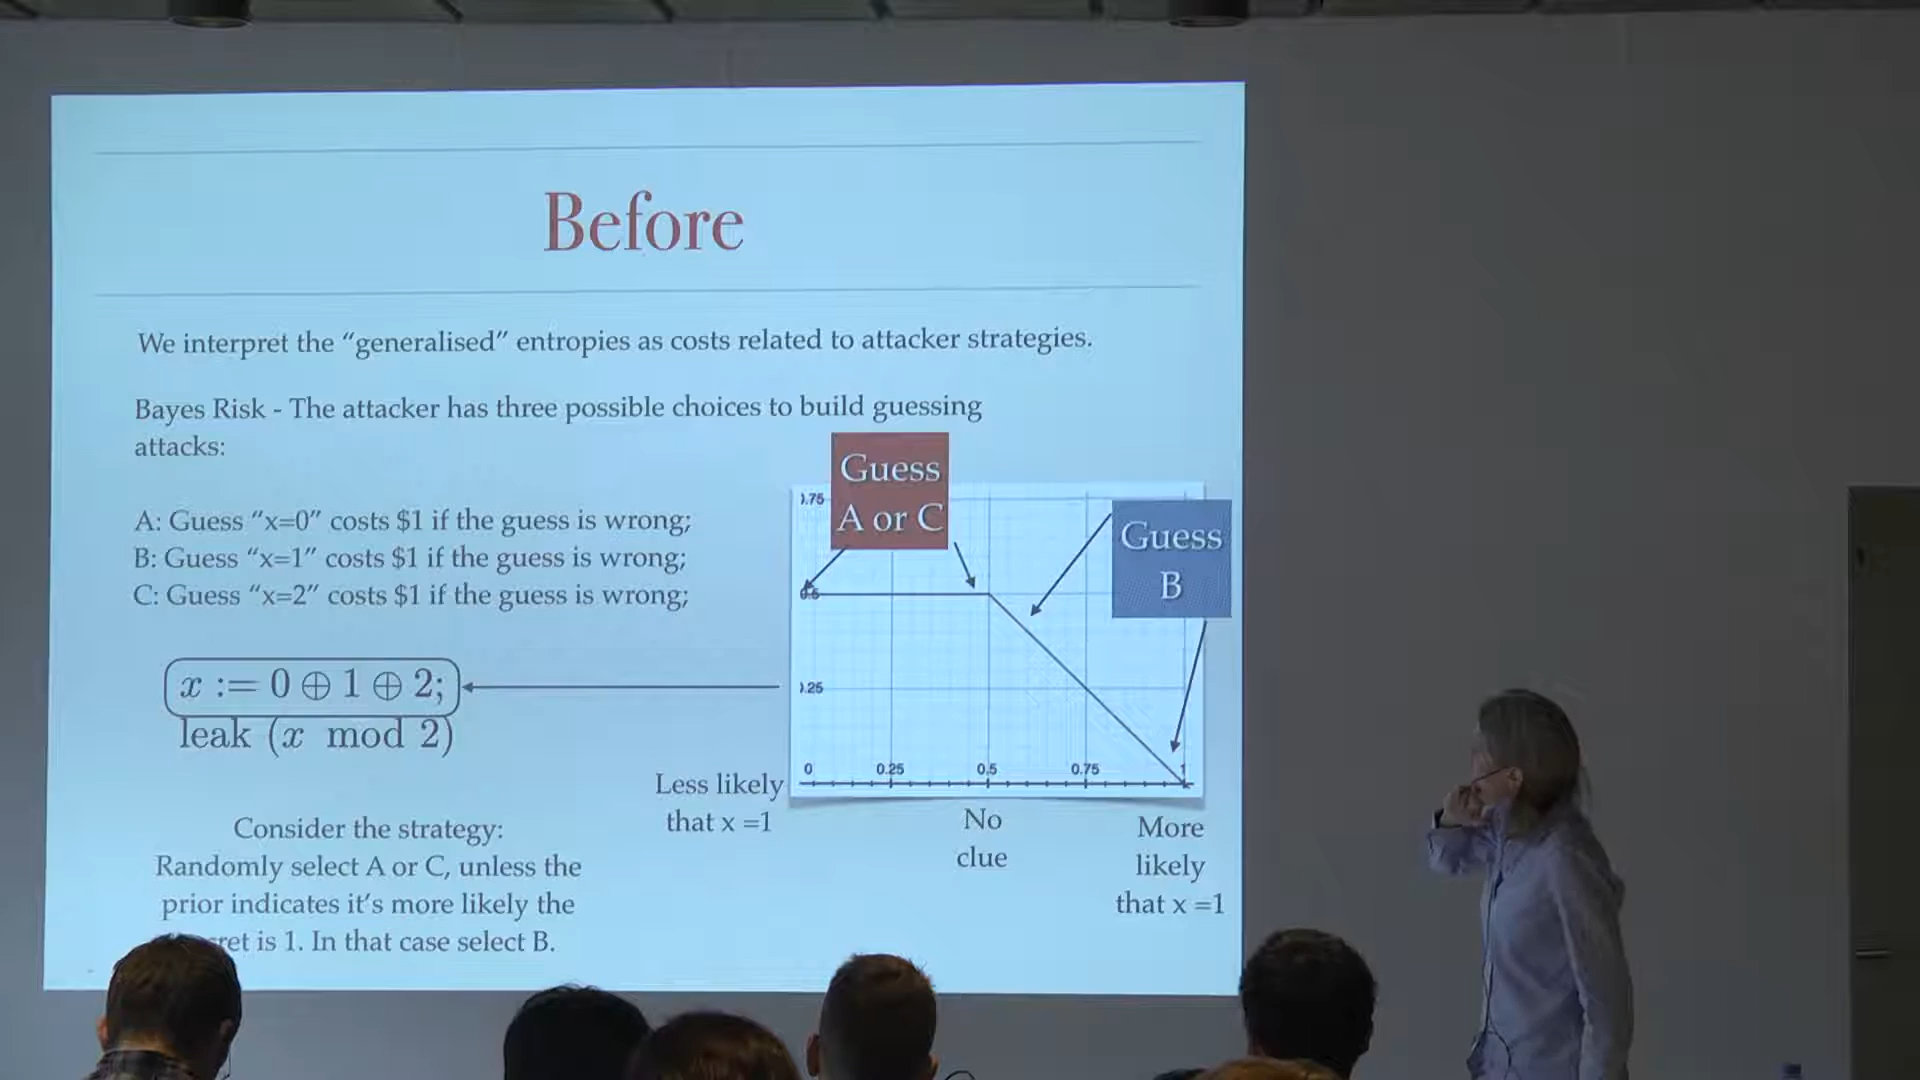 Before
We interpret the “generalised” entropies as costs related to attacker strategies.
Bayes Risk - The attacker has three possible choices to build guessing
attacks:
A: Guess “x=0” costs $1 if the guess is wrong;
B: Guess “x=1” costs $1 if the guess is wrong;
C: Guess “x=2” costs $1 if the guess is wrong;
x := 0 ⊕ 1 ⊕ 2;
leak (x mod 2)
Consider the strategy:
Randomly select A or C, unless the
prior indicates it’s more likely the
is 1. In that case select B.
Guess
A or C
Guess
B
.75
0.5
.25
0 0.25 0.5 0.75 1
Less likely
that x =1
No
clue
More
likely
that x =1